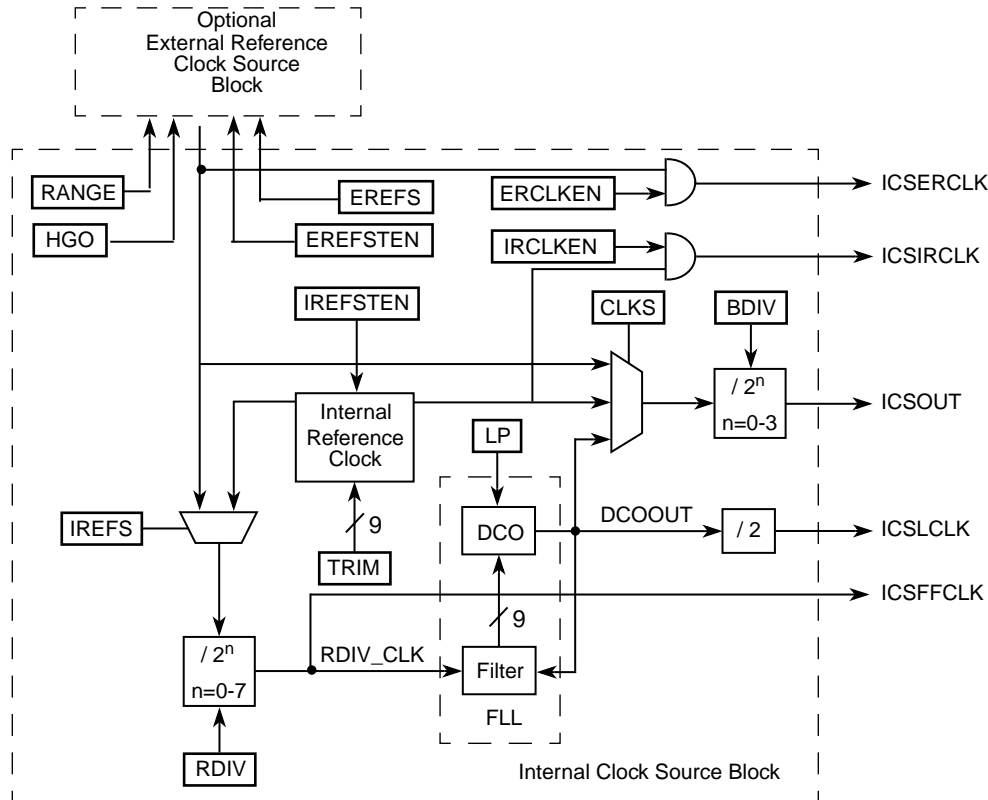 Optional
External Reference
Clock Source
Block
RANGE
HGO
EREFS
EREFSTEN
ERCLKEN
IRCLKEN
ICSERCLK
ICSIRCLK
IREFSTEN
CLKS
BDIV
Internal
Reference
Clock
LP
/ 2n
n=0-3
ICSOUT
IREFS
9
TRIM
DCO
DCOOUT
/ 2
ICSLCLK
ICSFFCLK
9
/ 2n
n=0-7
RDIV_CLK
Filter
FLL
RDIV
Internal Clock Source Block